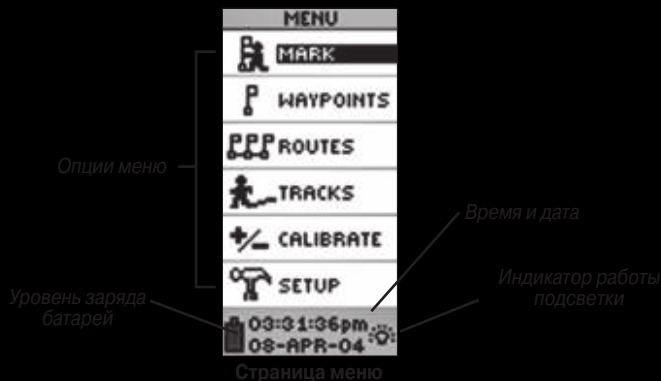 MENU
MARK
WAYPOINTS
ROUTES
TRACKS
CALIBRATE
SETUP
03:31:36pm
08-APR-04
Опции меню
Время и дата
Уровень заряда
батарей
Индикатор работы
подсветки
Страница меню